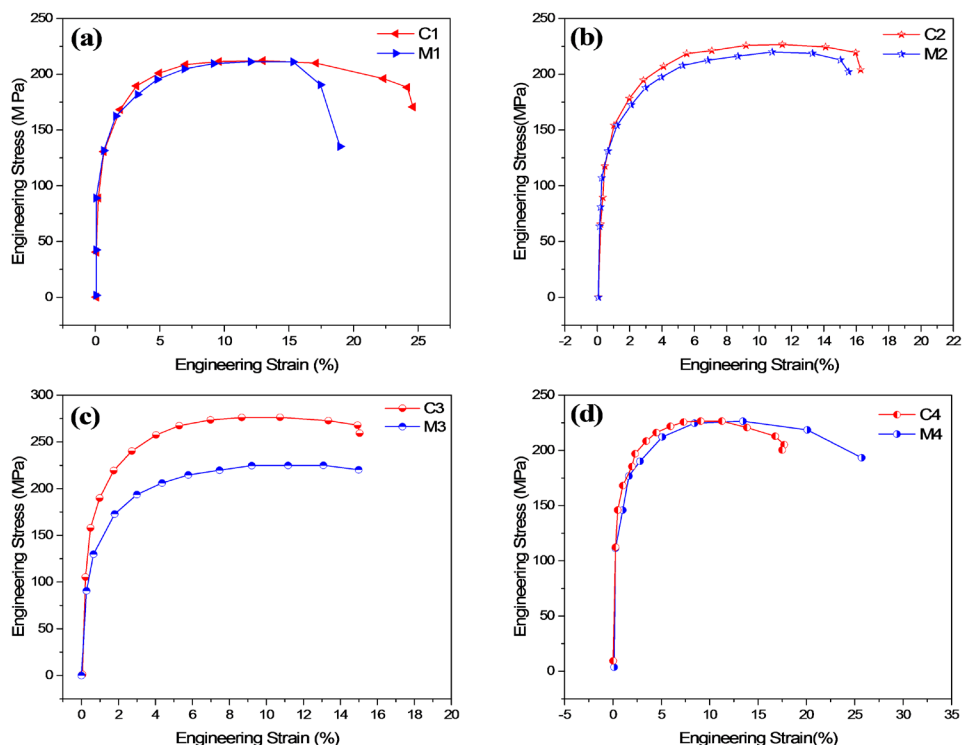 (a)
C1
M1
250
200
150
100
50
0
Engineering Stress (M Pa)
0 5 10 15 20 25
Engineering Strain (%)
(b)
C2
M2
250
200
150
100
50
0
Engineering Stress(MPa)
-2 0 2 4 6 8 10 12 14 16 18 20 22
Engineering Strain(%)
(c)
C3
M3
300
250
200
150
100
50
0
Engineering Stress (MPa)
0 2 4 6 8 10 12 14 16 18 20
Engineering Strain (%)
(d)
C4
M4
250
200
150
100
50
0
Engineering Stress (MPa)
-5 0 5 10 15 20 25 30 35
Engineering Strain (%)